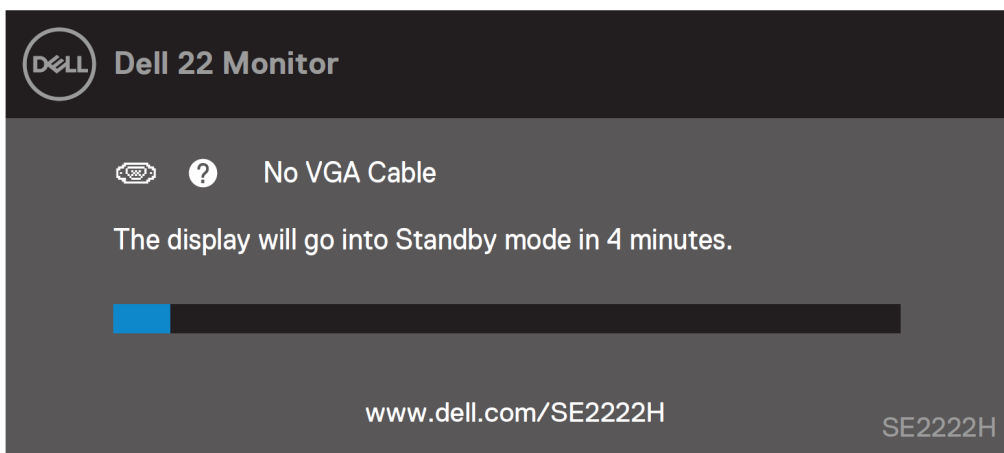 DELL
Dell 22 Monitor
? No VGA Cable
The display will go into Standby mode in 4 minutes.
www.dell.com/SE2222H
SE2222H